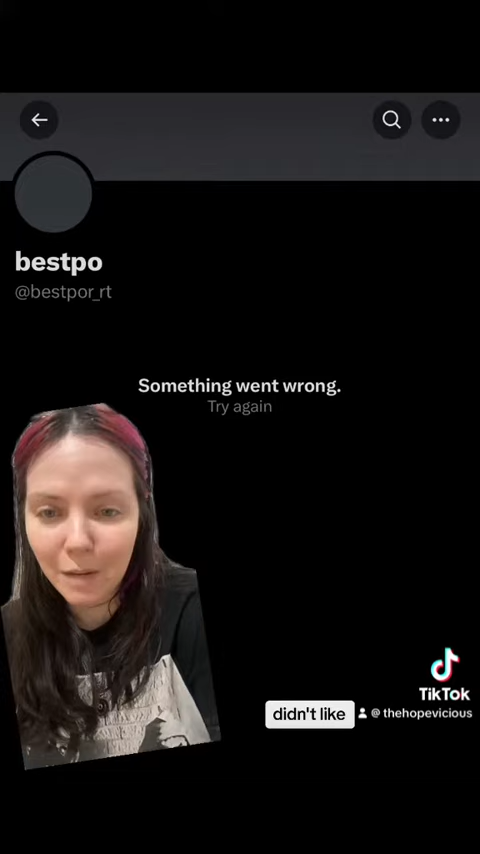 bestpo
@bestpor_rt
Something went wrong.
Try again
TikTok
didn't like
@ thehopevicious